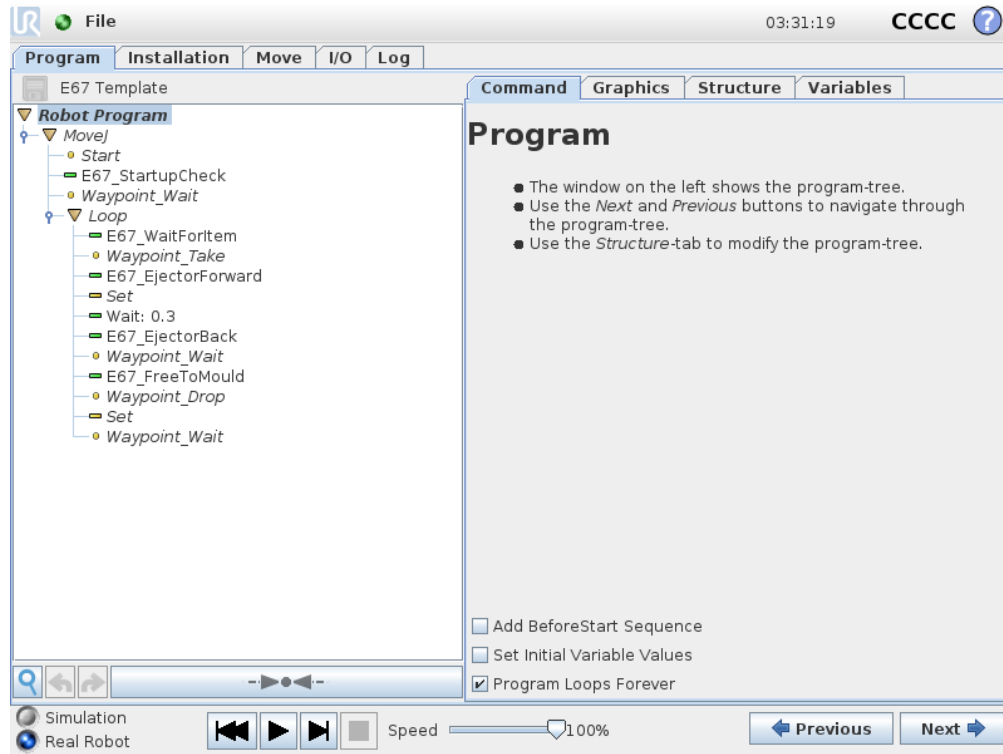 UR File 03:31:19 CCCC ?
Program Installation Move I/O Log
E67 Template
Command Graphics Structure Variables
Robot Program
MoveJ
Start
E67_StartupCheck
Waypoint_Wait
Loop
E67_WaitForItem
Waypoint_Take
E67_EjectorForward
Set
Wait: 0.3
E67_EjectorBack
Waypoint_Wait
E67_FreeToMould
Waypoint_Drop
Set
Waypoint_Wait
Program
The window on the left shows the program-tree.
Use the Next and Previous buttons to navigate through
the program-tree.
Use the Structure-tab to modify the program-tree.
Add BeforeStart Sequence
Set Initial Variable Values
Program Loops Forever
Simulation
Real Robot
Speed 100%
Previous Next